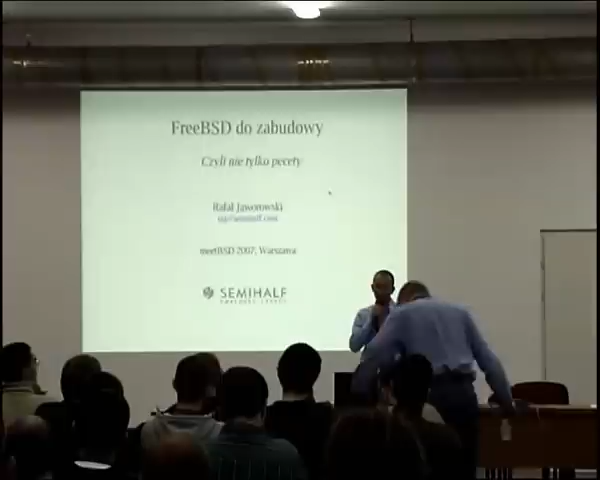 FreeBSD do zabudowy
Czyli nie tylko pecety
Rafał Jaworowski
meetBSD 2007, Warszawa
SEMIHALF